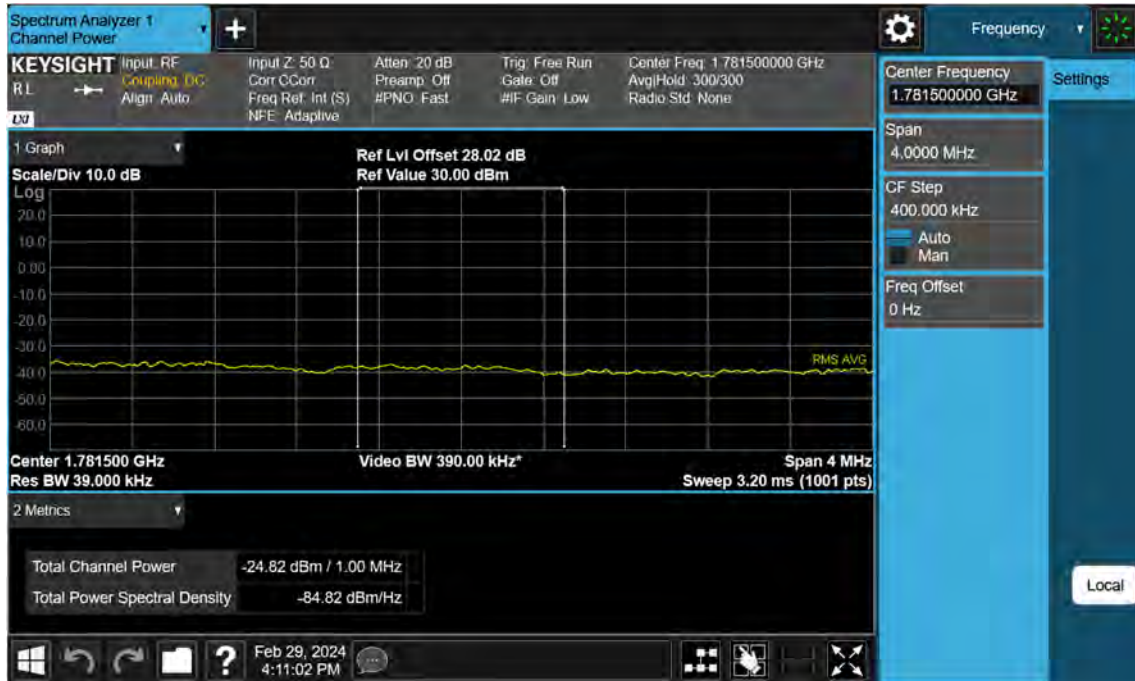 Spectrum Analyzer 1
Channel Power
Frequency
KEYSIGHT
RL
LXI
Input: RF
Coupling: DC
Align: Auto
Input Z: 50 Ω
Corr CCorr
Freq Ref: Int (S)
NFE: Adaptive
Atten: 20 dB
Preamp: Off
#PNO: Fast
Trig: Free Run
Gate: Off
#IF Gain: Low
Center Freq: 1.781500000 GHz
Avg|Hold: 300/300
Radio Std: None
Center Frequency
1.781500000 GHz
Settings
Span
4.0000 MHz
CF Step
400.000 kHz
Auto
Man
Freq Offset
0 Hz
1 Graph
Scale/Div 10.0 dB
Ref Lvl Offset 28.02 dB
Ref Value 30.00 dBm
Log
20.0
10.0
0.00
-10.0
-20.0
-30.0
-40.0
-50.0
-60.0
RMS AVG
Center 1.781500 GHz
Video BW 390.00 kHz*
Span 4 MHz
Res BW 39.000 kHz
Sweep 3.20 ms (1001 pts)
2 Metrics
Total Channel Power
-24.82 dBm / 1.00 MHz
Total Power Spectral Density
-84.82 dBm/Hz
Local
?
Feb 29, 2024
4:11:02 PM